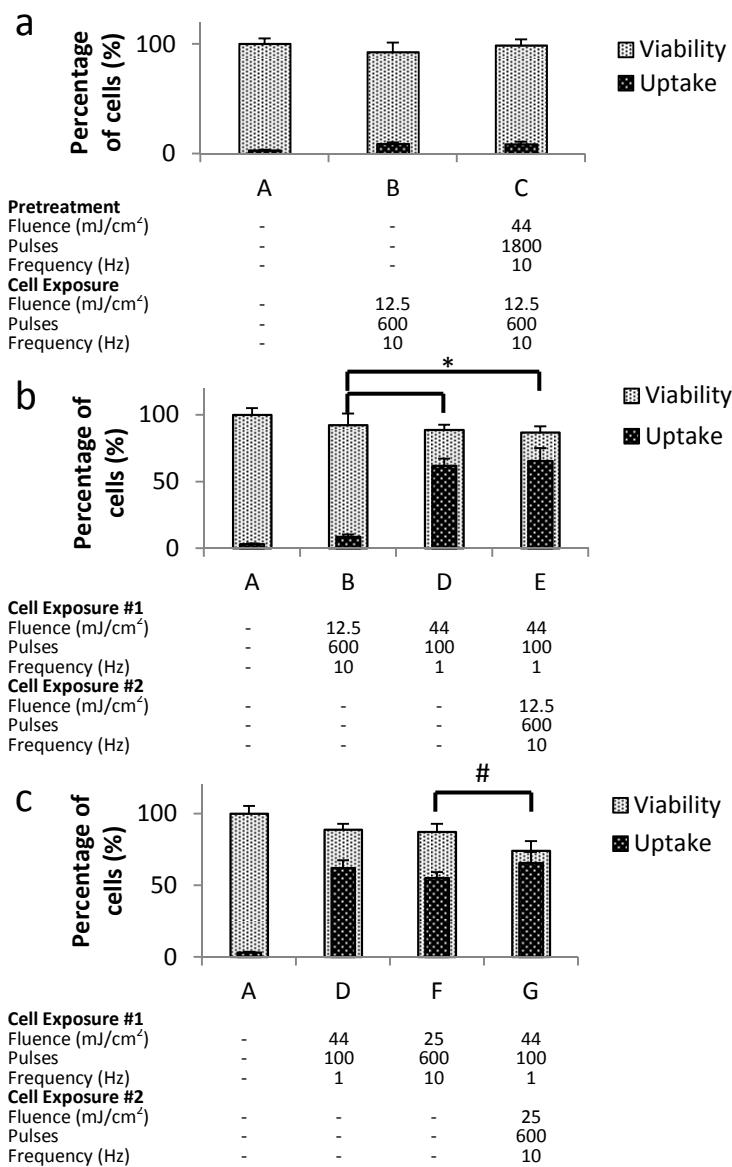 a
Percentage of cells (%)
100
0
Viability
Uptake
A B C
Pretreatment
Fluence (mJ/cm²) - - 44
Pulses - - 1800
Frequency (Hz) - - 10
Cell Exposure
Fluence (mJ/cm²) - 12.5 12.5
Pulses - 600 600
Frequency (Hz) - 10 10
b
*
Percentage of cells (%)
100
50
0
Viability
Uptake
A B D E
Cell Exposure #1
Fluence (mJ/cm²) - 12.5 44 44
Pulses - 600 100 100
Frequency (Hz) - 10 1 1
Cell Exposure #2
Fluence (mJ/cm²) - - - 12.5
Pulses - - - 600
Frequency (Hz) - - - 10
c
#
Percentage of cells (%)
100
50
0
Viability
Uptake
A D F G
Cell Exposure #1
Fluence (mJ/cm²) - 44 25 44
Pulses - 100 600 100
Frequency (Hz) - 1 10 1
Cell Exposure #2
Fluence (mJ/cm²) - - - 25
Pulses - - - 600
Frequency (Hz) - - - 10